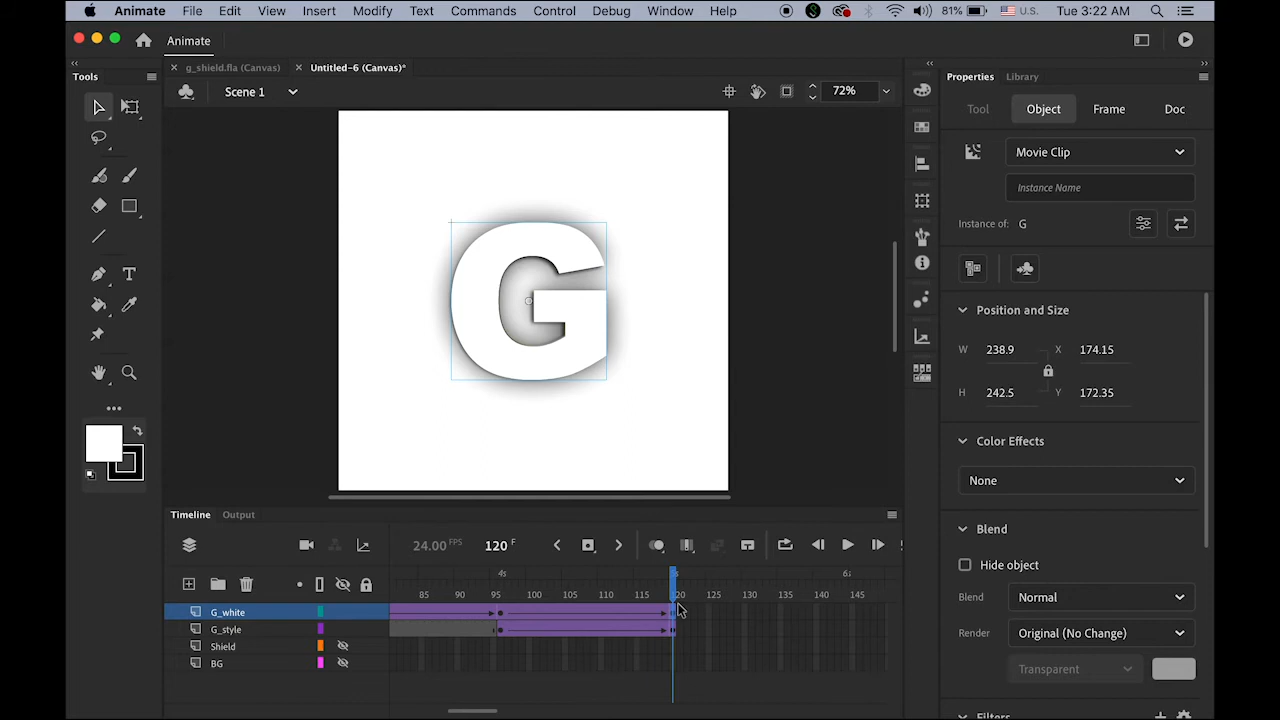 Animate File Edit View Insert Modify Text Commands Control Debug Window Help 81% U.S. Tue 3:22 AM
Animate
Tools
g_shield.fla (Canvas) Untitled-6 (Canvas)*
Properties Library
Scene 1 72%
Tool Object Frame Doc
Movie Clip
Instance Name
Instance of: G
Position and Size
W 238.9 X 174.15
H 242.5 Y 172.35
Color Effects
None
Blend
Hide object
Blend Normal
Render Original (No Change)
Transparent
Filters
G
Timeline Output
24.00 FPS 120 F
4s 6s
85 90 95 100 105 110 115 120 125 130 135 140 145
G_white
G_style
Shield
BG